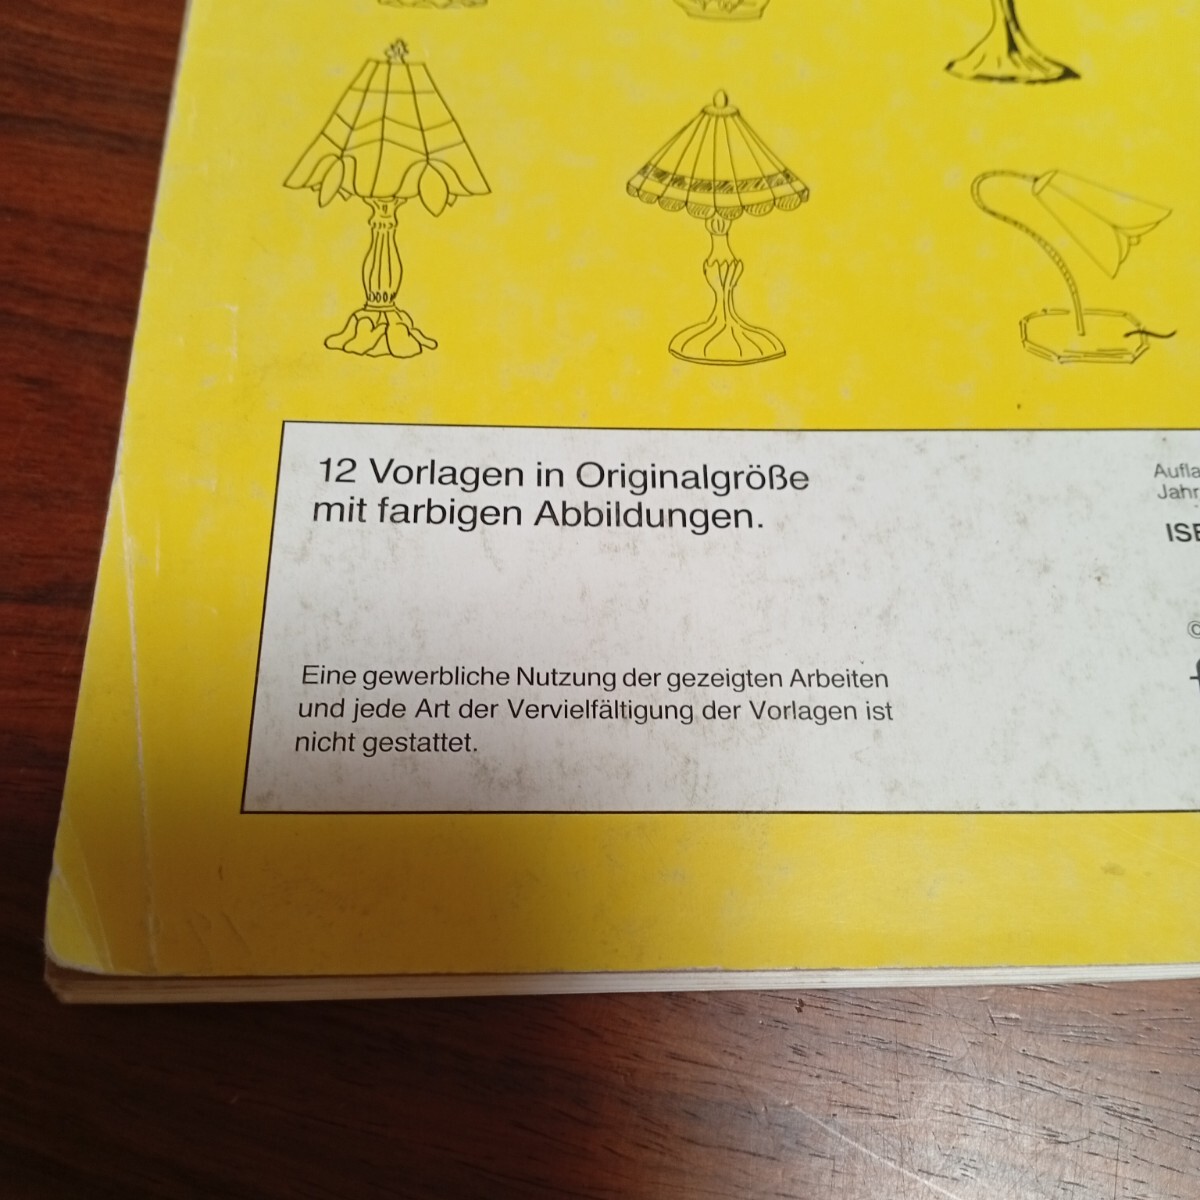 12 Vorlagen in Originalgröße
mit farbigen Abbildungen.
Eine gewerbliche Nutzung der gezeigten Arbeiten
und jede Art der Vervielfältigung der Vorlagen ist
nicht gestattet.
Aufla
Jahr
ISB
©